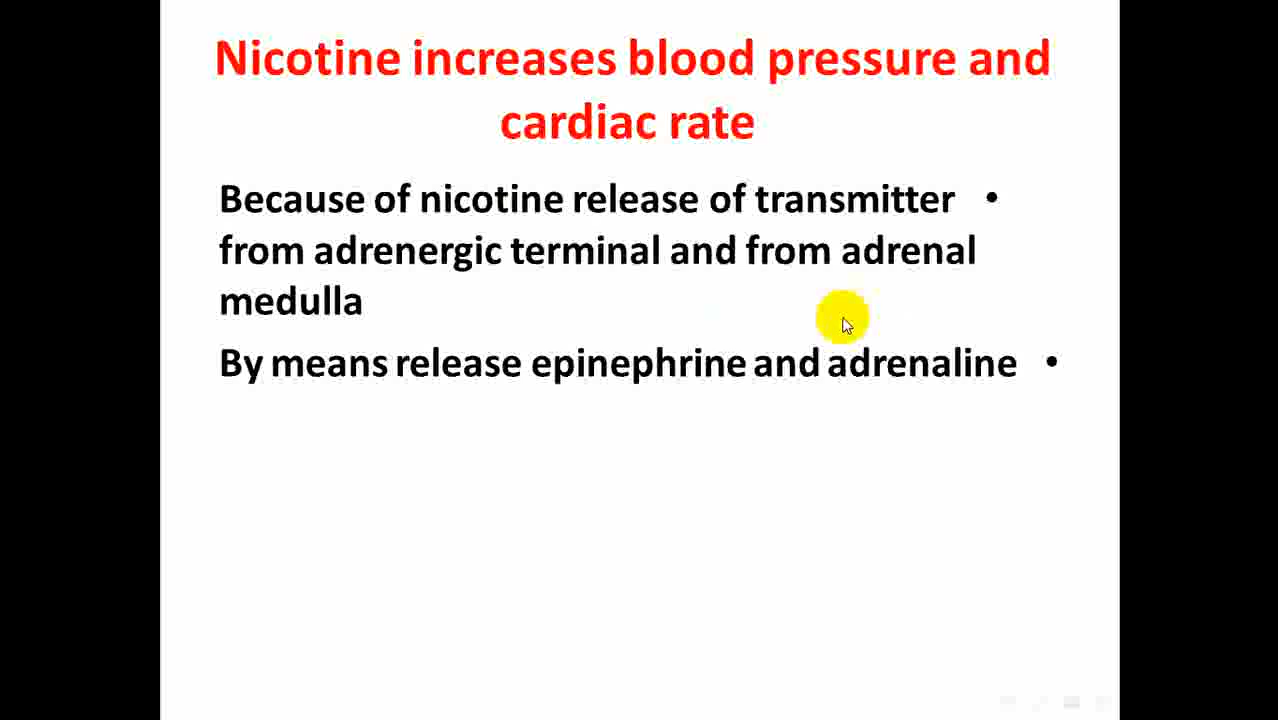 Nicotine increases blood pressure and
cardiac rate
• Because of nicotine release of transmitter
from adrenergic terminal and from adrenal
medulla
• By means release epinephrine and adrenaline